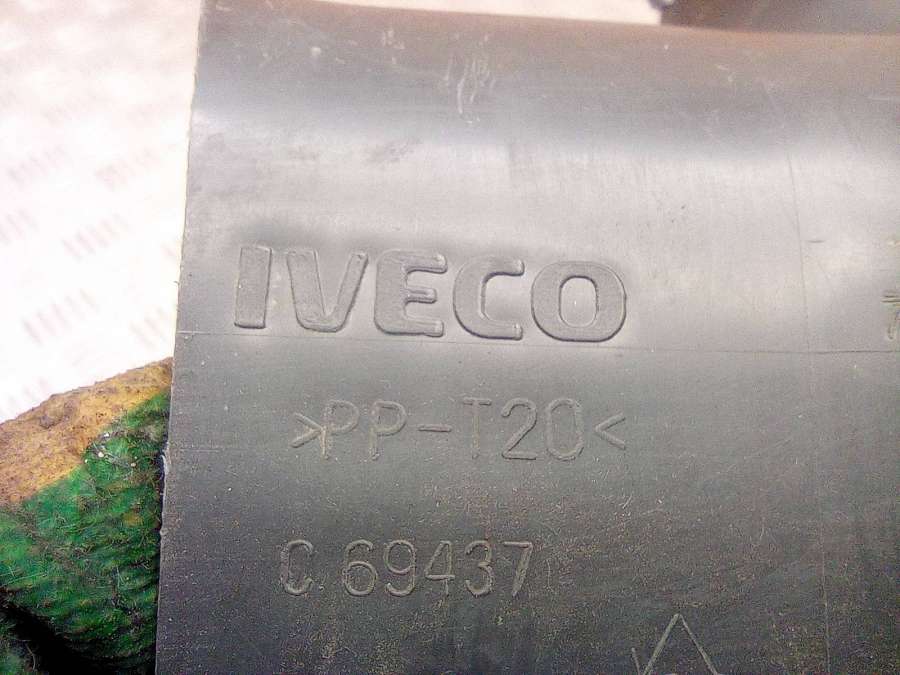 IVECO
>PP-T20<
C.69437